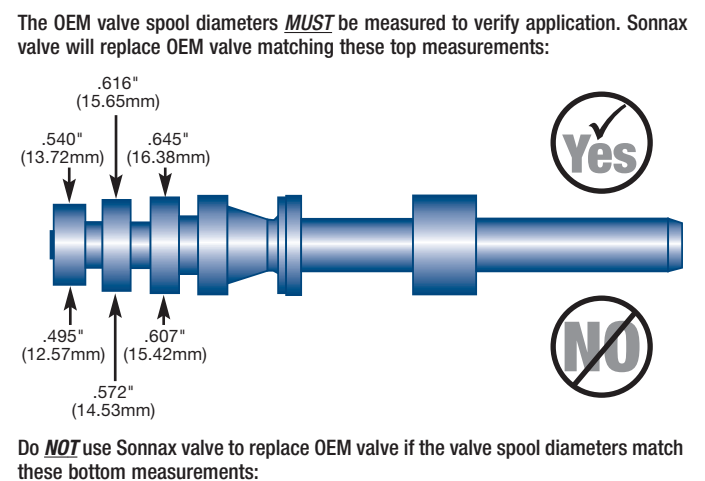 The OEM valve spool diameters MUST be measured to verify application. Sonnax
valve will replace OEM valve matching these top measurements:
.616"
(15.65mm)
.540"
(13.72mm)
.645"
(16.38mm)
Yes
.495"
(12.57mm)
.607"
(15.42mm)
.572"
(14.53mm)
NO
Do NOT use Sonnax valve to replace OEM valve if the valve spool diameters match
these bottom measurements: